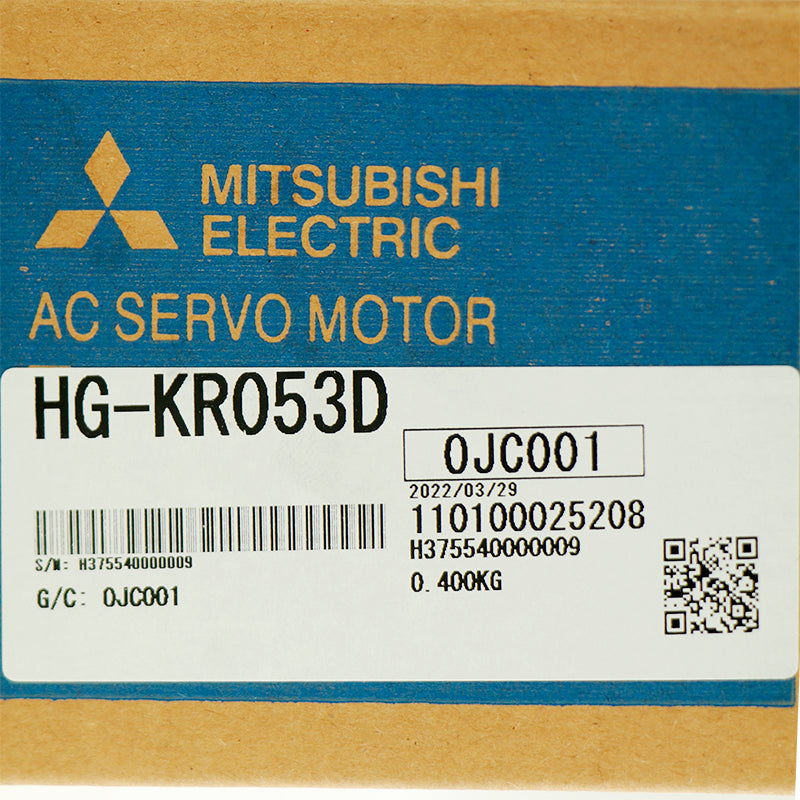 MITSUBISHI
ELECTRIC
AC SERVO MOTOR
HG-KR053D
0JC001
2022/03/29
110100025208
H375540000009
0.400KG
S/N: H375540000009
G/C: 0JC001